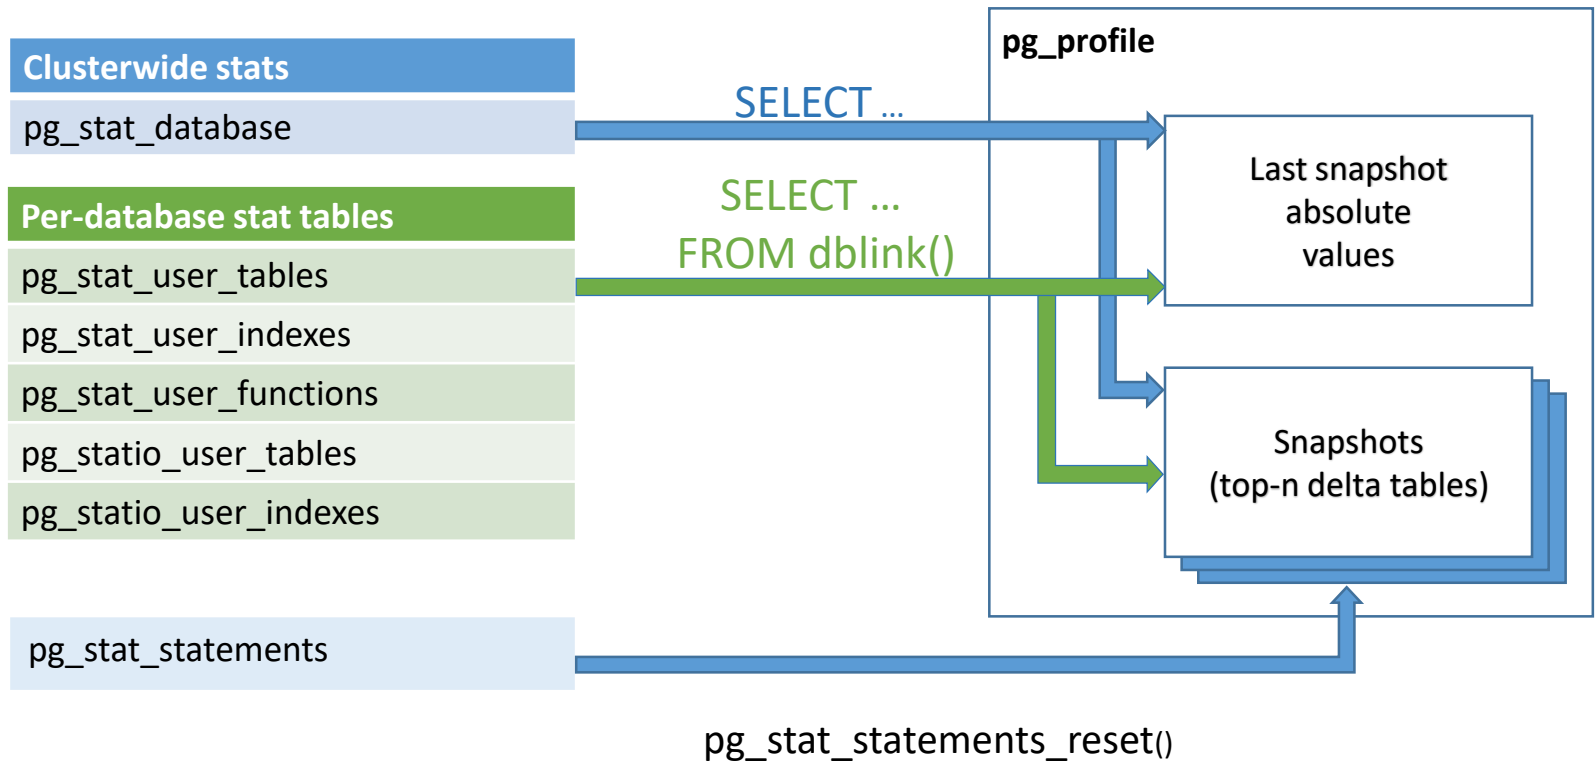 Clusterwide stats
pg_stat_database
Per-database stat tables
pg_stat_user_tables
pg_stat_user_indexes
pg_stat_user_functions
pg_statio_user_tables
pg_statio_user_indexes
pg_stat_statements
SELECT ...
SELECT ...
FROM dblink()
pg_profile
Last snapshot
absolute
values
Snapshots
(top-n delta tables)
pg_stat_statements_reset()